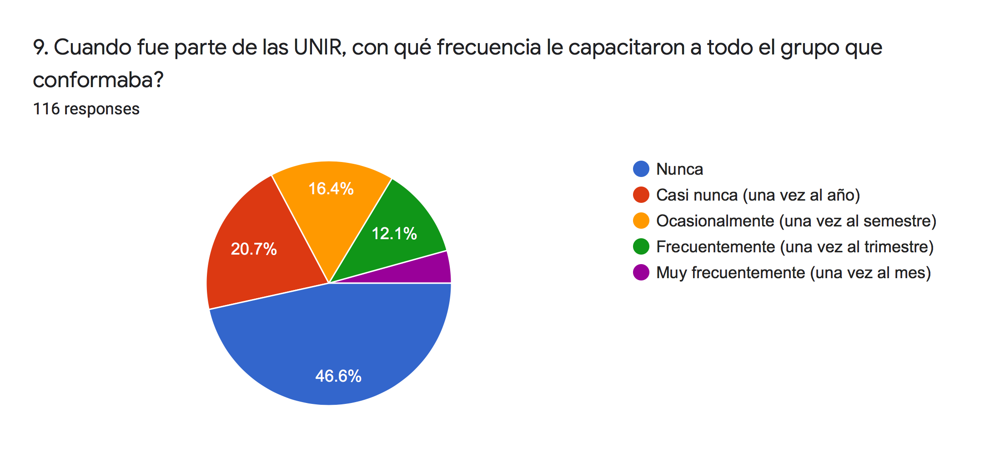 9. Cuando fue parte de las UNIR, con qué frecuencia le capacitaron a todo el grupo que
conformaba?
116 responses
Nunca
Casi nunca (una vez al año)
Ocasionalmente (una vez al semestre)
Frecuentemente (una vez al trimestre)
Muy frecuentemente (una vez al mes)
16.4%
12.1%
20.7%
46.6%